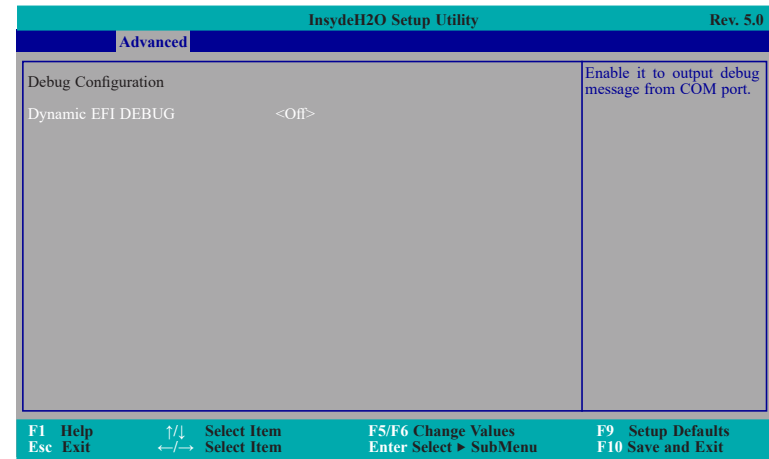 InsydeH2O Setup Utility Rev. 5.0
Advanced
Debug Configuration
Dynamic EFI DEBUG <Off>
Enable it to output debug
message from COM port.
F1 Help ↑/↓ Select Item F5/F6 Change Values F9 Setup Defaults
Esc Exit ←/→ Select Item Enter Select ► SubMenu F10 Save and Exit